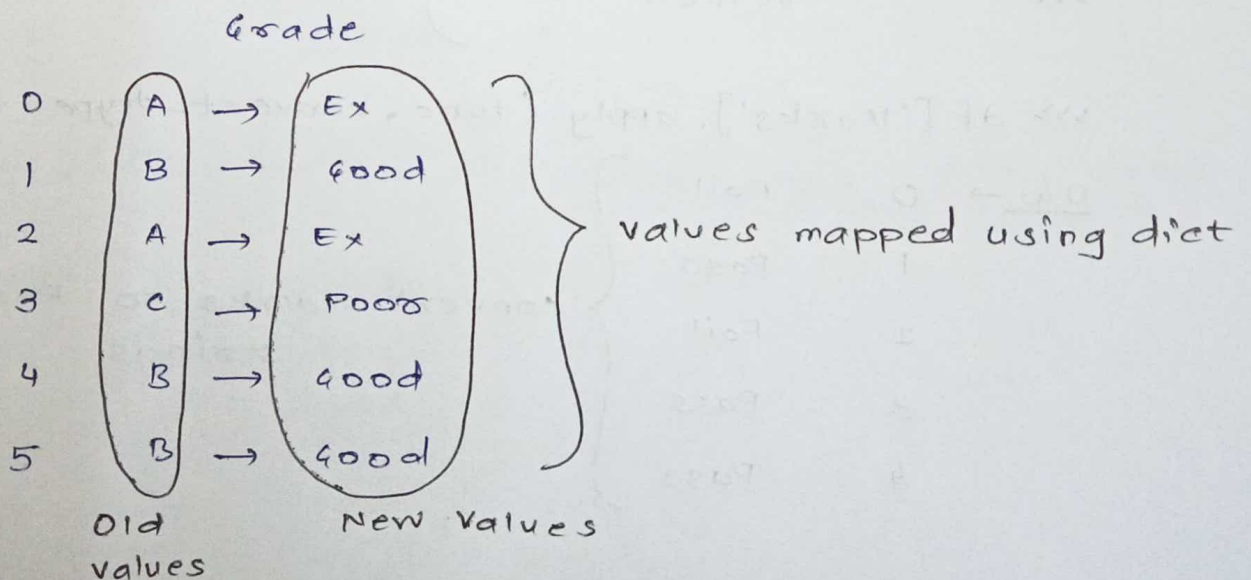 Grade
0 A → Ex
1 B → Good
2 A → Ex
3 C → Poor
4 B → Good
5 B → Good
values mapped using dict
Old values
New values